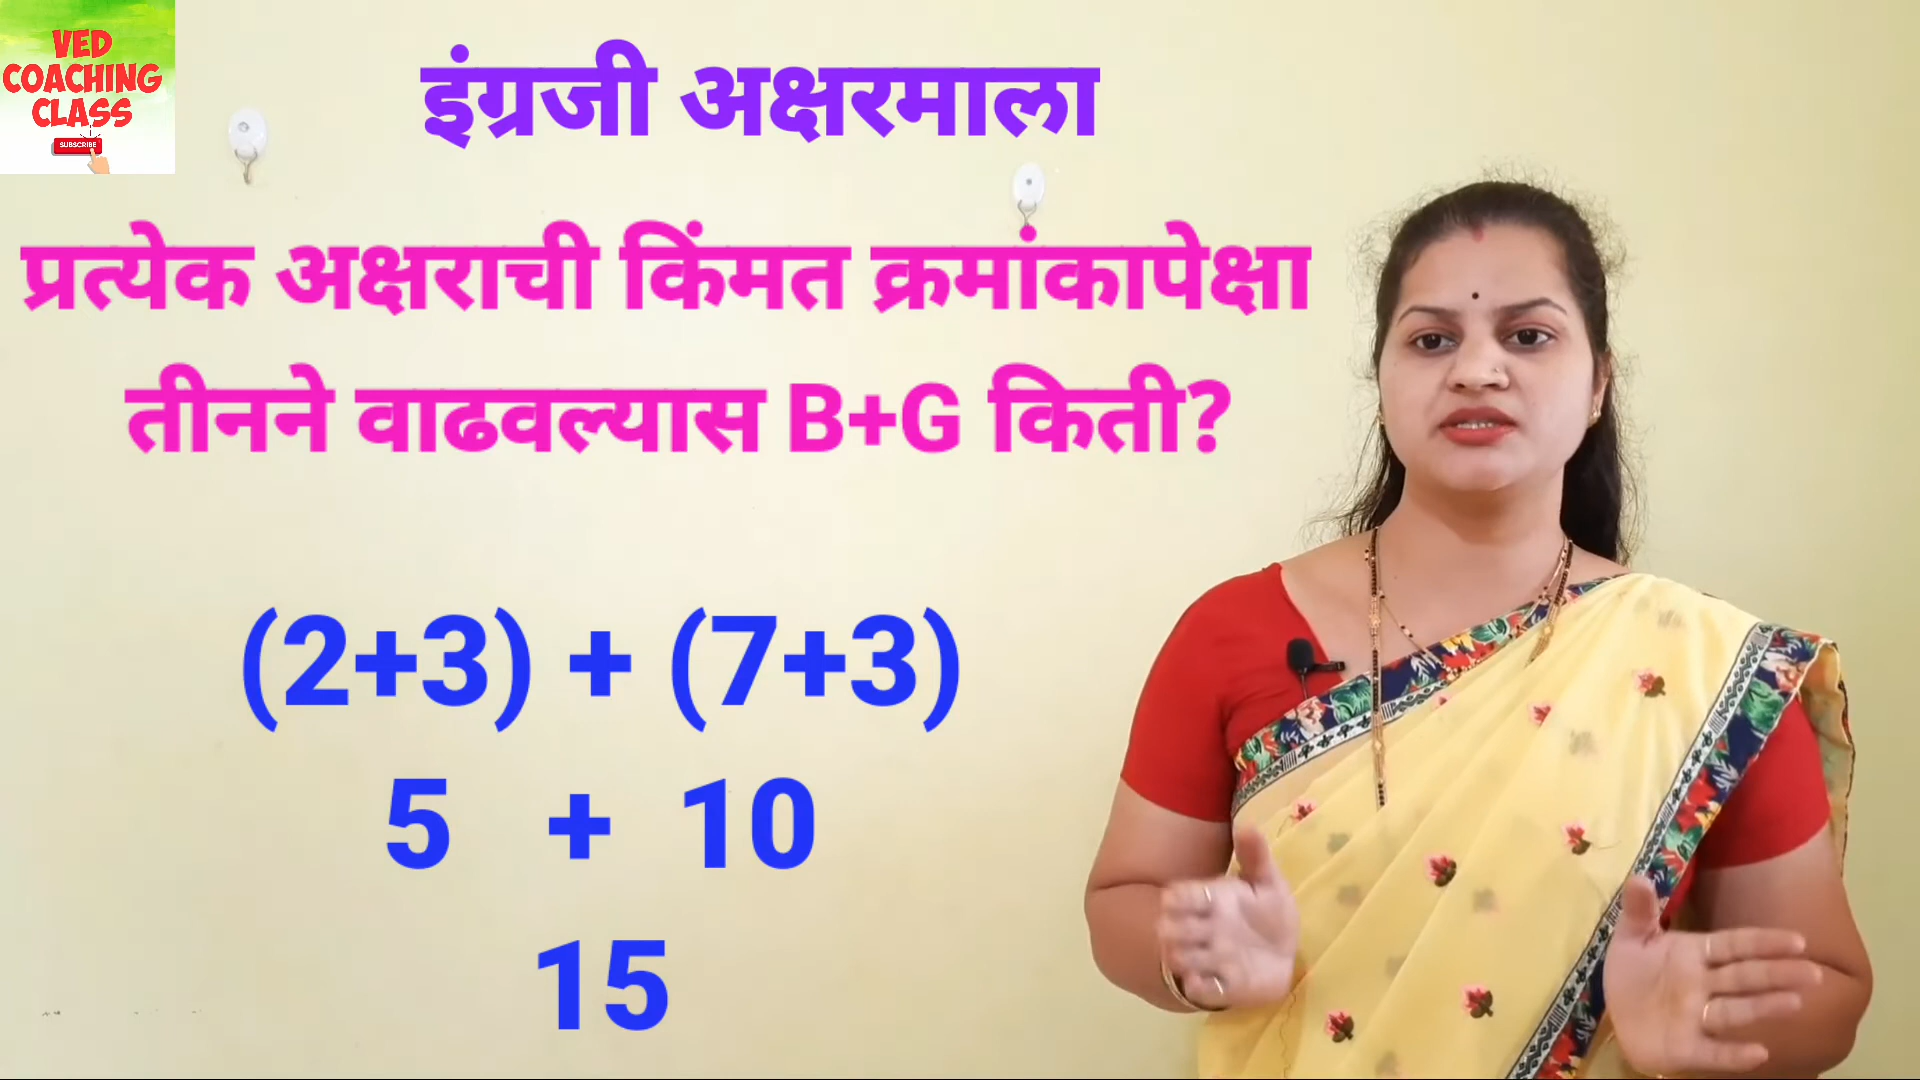 VED
COACHING
CLASS
SUBSCRIBE
इंग्रजी अक्षरमाला
प्रत्येक अक्षराची किंमत क्रमांकापेक्षा
तीनने वाढवल्यास B+G किती?
(2+3) + (7+3)
5 + 10
15